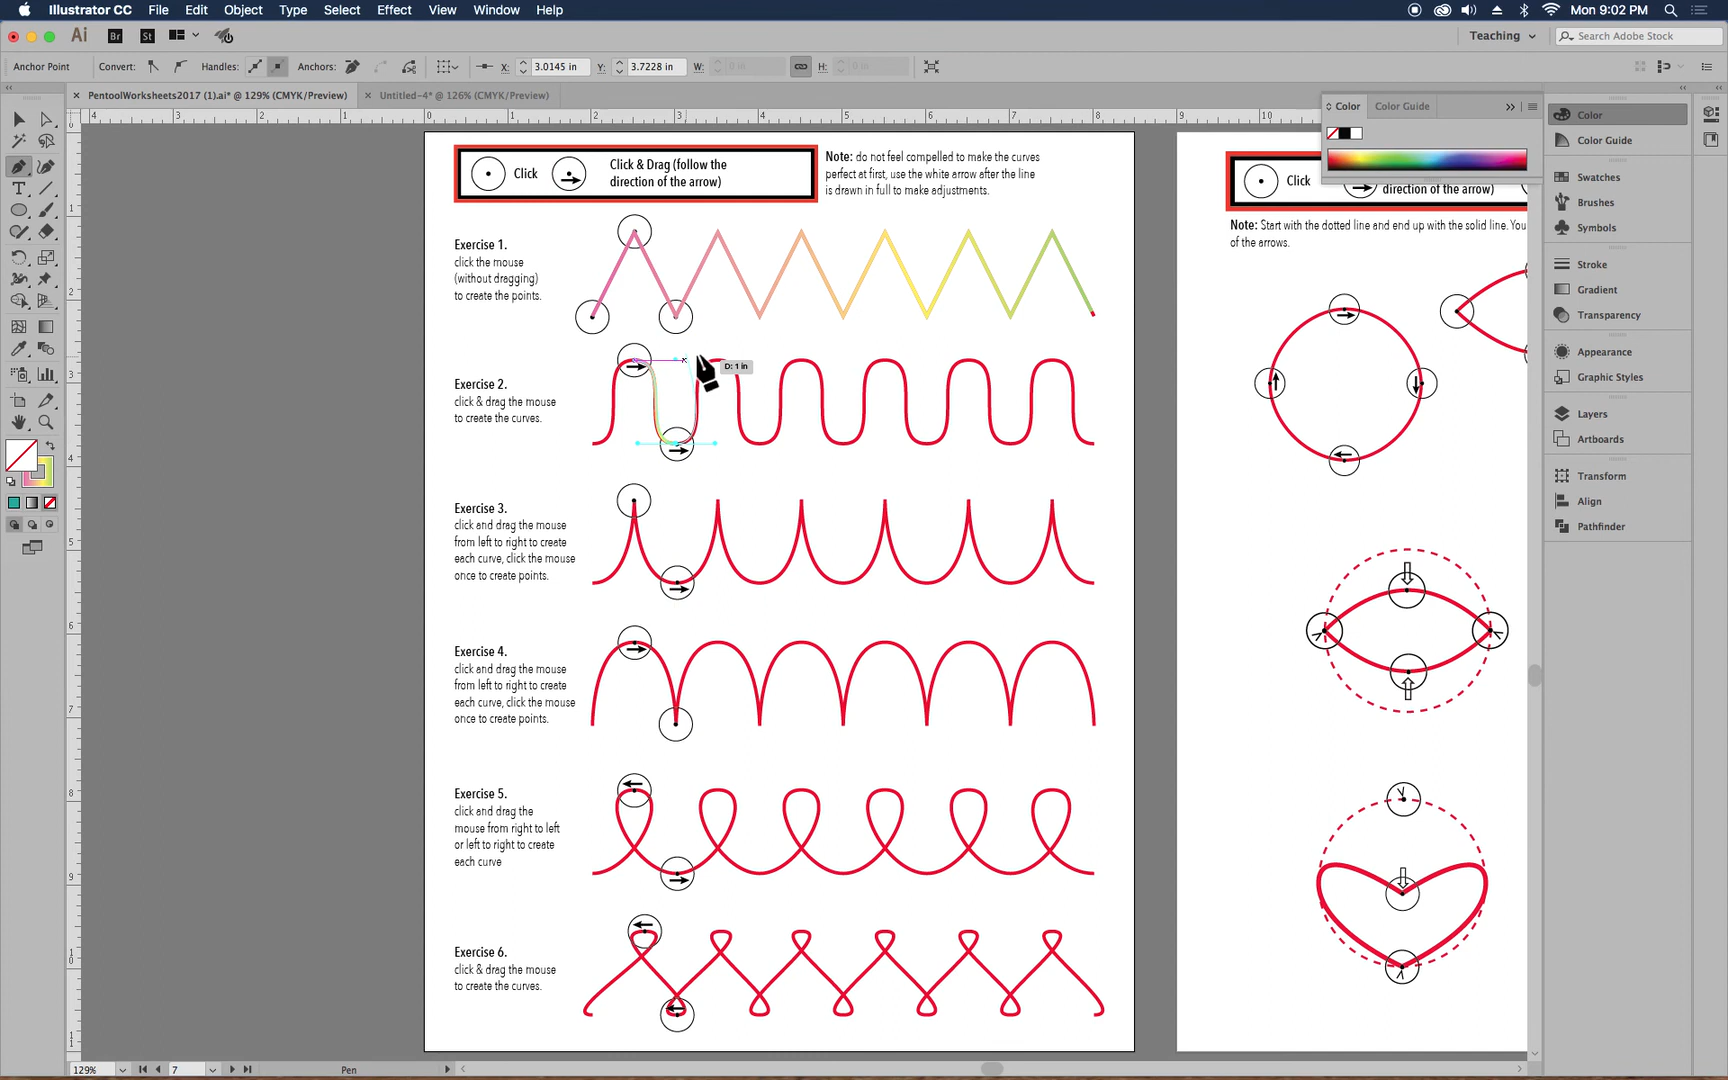 Illustrator CC File Edit Object Type Select Effect View Window Help Mon 9:02 PM
Ai Br St Teaching Search Adobe Stock
Anchor Point Convert: Handles: Anchors: X: 3.0145 in Y: 3.7228 in W: 0 in H: 0 in
× PentoolWorksheets2017 (1).ai* @ 129% (CMYK/Preview) × Untitled-4* @ 126% (CMYK/Preview)
Color Color Guide
Click
Click & Drag (follow the
direction of the arrow)
Note: do not feel compelled to make the curves
perfect at first, use the white arrow after the line
is drawn in full to make adjustments.
Exercise 1.
click the mouse
(without dragging)
to create the points.
D: 1 in
Exercise 2.
click & drag the mouse
to create the curves.
Exercise 3.
click and drag the mouse
from left to right to create
each curve, click the mouse
once to create points.
Exercise 4.
click and drag the mouse
from left to right to create
each curve, click the mouse
once to create points.
Exercise 5.
click and drag the
mouse from right to left
or left to right to create
each curve
Exercise 6.
click & drag the mouse
to create the curves.
Click
direction of the arrow)
Note: Start with the dotted line and end up with the solid line. You
of the arrows.
Color
Color Guide
Swatches
Brushes
Symbols
Stroke
Gradient
Transparency
Appearance
Graphic Styles
Layers
Artboards
Transform
Align
Pathfinder
129% 7 Pen